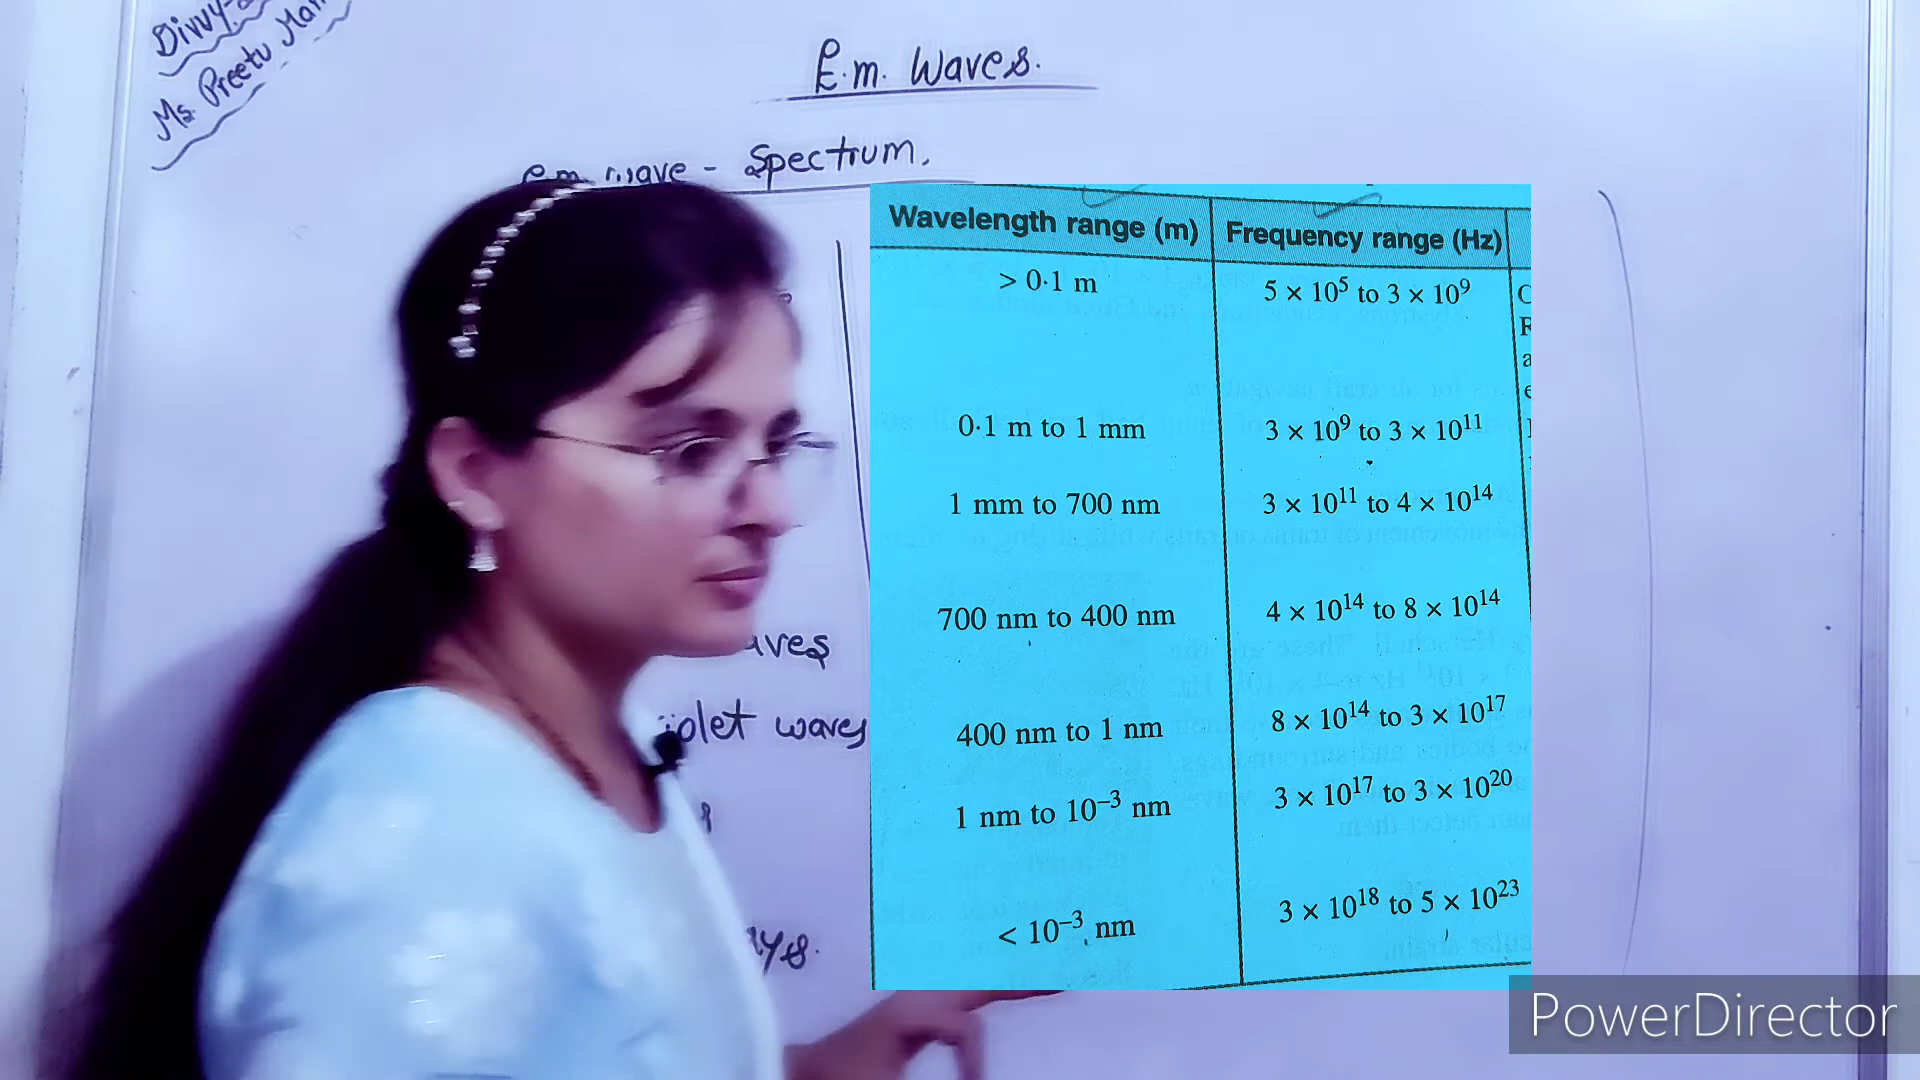 Ms. Preetu
E.m. Waves.
wave - Spectrum.
Wavelength range (m) Frequency range (Hz)
> 0·1 m 5 × 10⁵ to 3 × 10⁹
0·1 m to 1 mm 3 × 10⁹ to 3 × 10¹¹
1 mm to 700 nm 3 × 10¹¹ to 4 × 10¹⁴
700 nm to 400 nm 4 × 10¹⁴ to 8 × 10¹⁴
400 nm to 1 nm 8 × 10¹⁴ to 3 × 10¹⁷
1 nm to 10⁻³ nm 3 × 10¹⁷ to 3 × 10²⁰
< 10⁻³ nm 3 × 10¹⁸ to 5 × 10²³
waves
PowerDirector